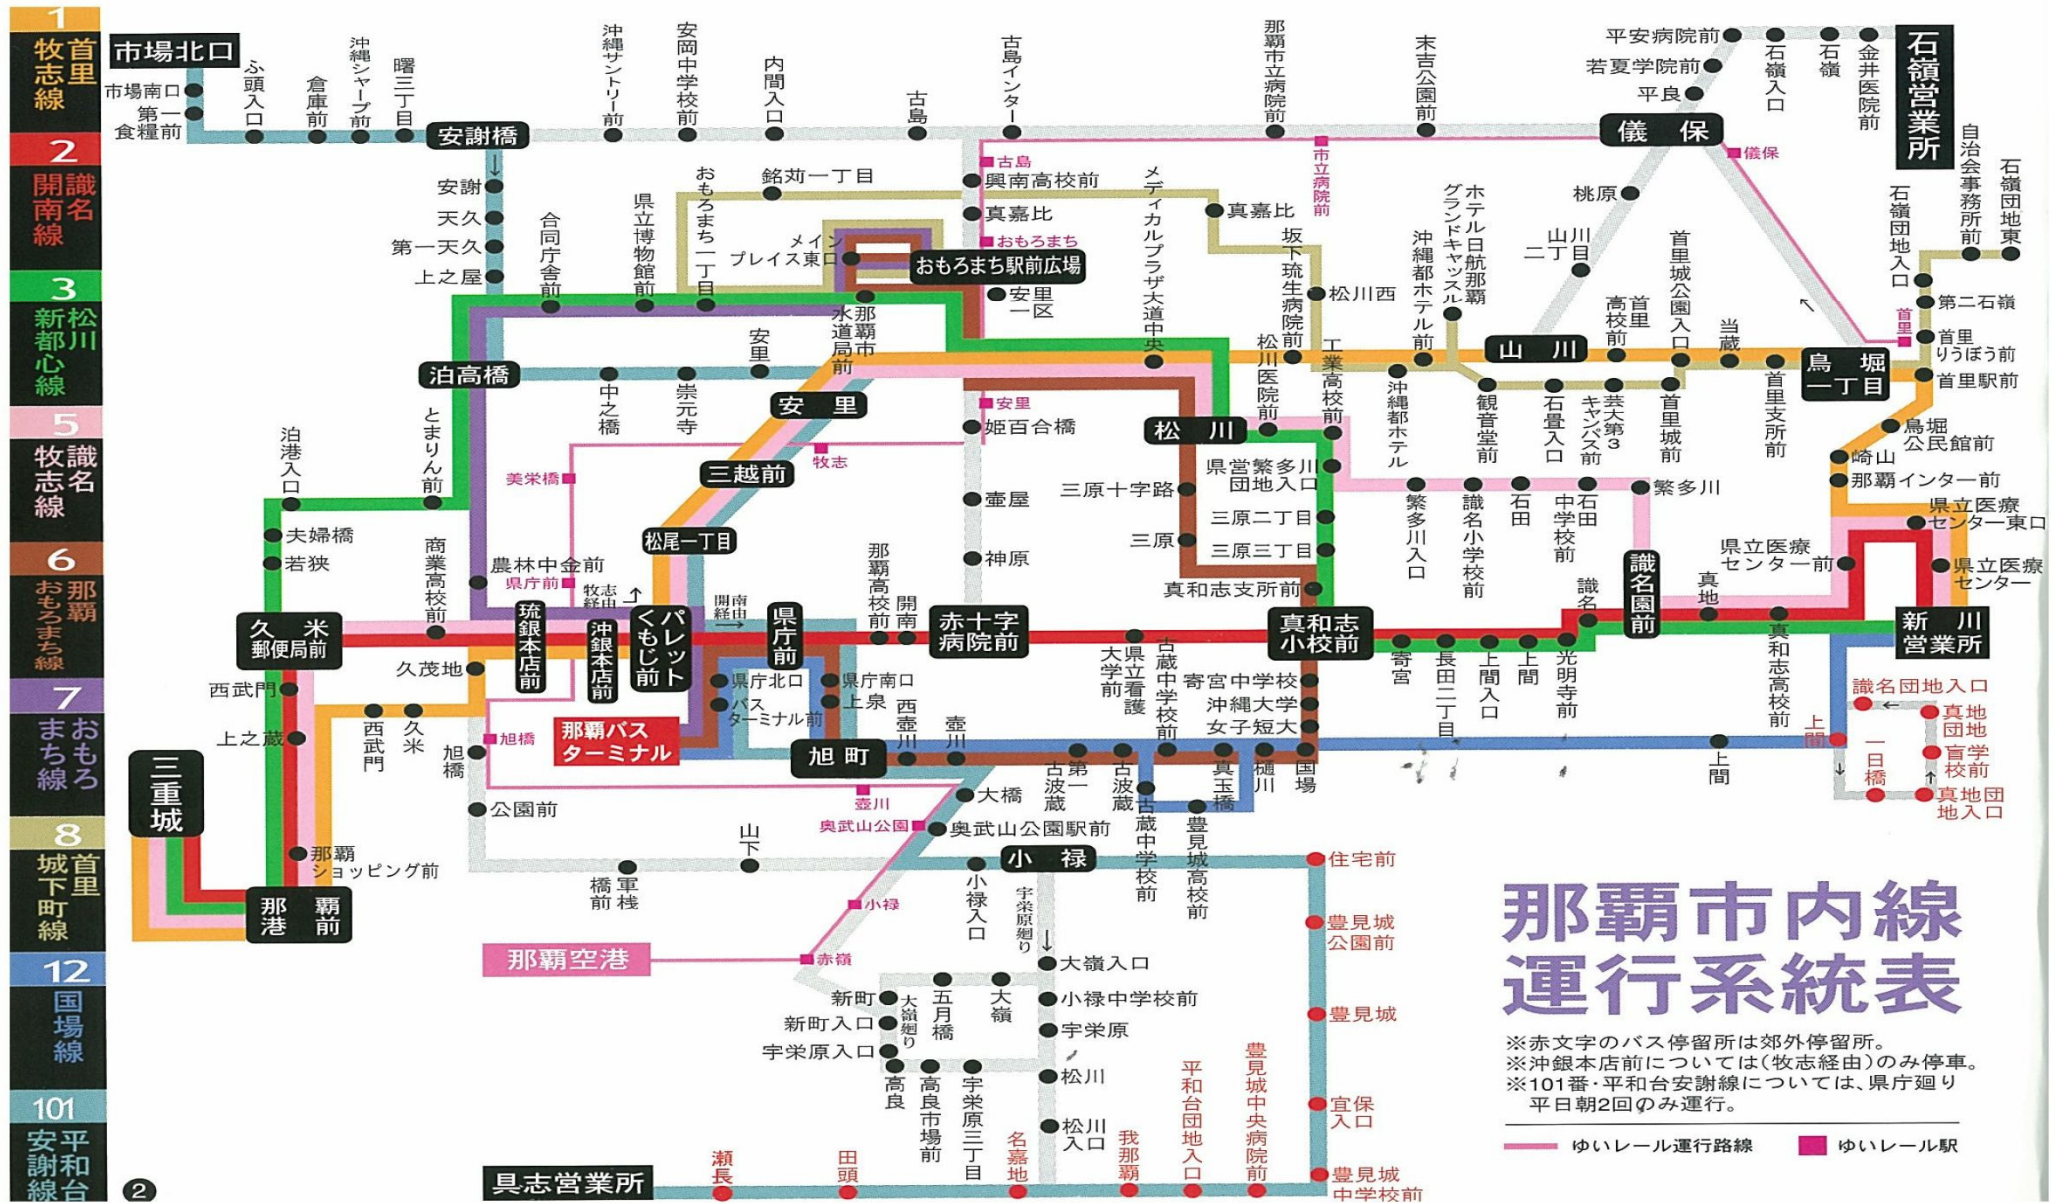 1
首里
牧志線
2
識名
開南線
3
松川
新都心線
5
識名
牧志線
6
那覇
おもろまち線
7
おもろ
まち線
8
首里
城下町線
12
国場線
101
平和台
安謝線
市場北口
市場南口
第一
食糧前
ふ頭入口
倉庫前
沖縄シャープ前
曙三丁目
安謝橋
沖縄サントリー前
安岡中学校前
内間入口
古島
古島インター
那覇市立病院前
末吉公園前
儀保
平安病院前
若夏学院前
平良
石嶺入口
石嶺
金井医院前
石嶺営業所
自治会事務所前
石嶺団地東
石嶺団地入口
第二石嶺
首里
りうぼう前
首里駅前
首里
儀保
市立病院前
古島
興南高校前
真嘉比
おもろまち
おもろまち駅前広場
安里
一区
安謝
天久
第一天久
上之屋
合同庁舎前
県立博物館前
おもろまち一丁目
銘苅一丁目
メイン
プレイス東口
那覇市
水道局前
メディカルプラザ大道中央
真嘉比
坂下琉生病院前
松川西
沖縄都ホテル前
ホテル日航那覇
グランドキャッスル
桃原
山川
二丁目
山川
首里
高校前
首里城公園入口
当蔵
首里支所前
鳥堀
一丁目
鳥堀
公民館前
崎山
那覇インター前
県立医療
センター東口
県立医療
センター前
県立医療
センター
泊高橋
中之橋
崇元寺
安里
安里
安里
姫百合橋
牧志
三越前
美栄橋
松尾一丁目
壷屋
神原
松川
松川医院前
工業高校前
沖縄都ホテル
観音堂前
石畳入口
芸大第3
キャンパス前
首里城前
県営繁多川
団地入口
三原十字路
三原二丁目
三原
三原三丁目
真和志支所前
繁多川入口
識名小学校前
石田
石田
中学校前
繁多川
識名園前
識名
真地
真和志高校前
新川
営業所
泊港入口
とまりん前
夫婦橋
若狭
商業高校前
農林中金前
県庁前
牧志
経由
開南
経由
久米
郵便局前
琉銀本店前
沖銀本店前
パレット
くもじ前
県庁前
那覇高校前
開南
赤十字
病院前
県立看護
大学前
古蔵中学校前
寄宮中学校
沖縄大学
女子短大
真和志
小校前
寄宮
長田二丁目
上間入口
上間
光明寺前
久茂地
西武門
上之蔵
西武門
久米
旭橋
旭橋
那覇バス
ターミナル
県庁北口
バス
ターミナル前
県庁南口
上泉
旭町
西壺川
壺川
第一
古波蔵
古波蔵
真玉橋
樋川
国場
上間
上間
識名団地入口
真地
団地
盲学
校前
真地団
地入口
一日橋
三重城
那覇
ショッピング前
那覇
港前
公園前
軍桟
橋前
山下
壺川
大橋
奥武山公園
奥武山公園駅前
古蔵中学校前
豊見城高校前
小禄
小禄入口
小禄
宇栄原廻り
赤嶺
那覇空港
新町
新町入口
宇栄原入口
大嶺廻り
五月橋
大嶺
大嶺入口
小禄中学校前
宇栄原
松川
松川
入口
高良
高良市場前
宇栄原三丁目
住宅前
豊見城
公園前
豊見城
宜保
入口
豊見城
中学校前
豊見城中央病院前
平和台団地入口
我那覇
名嘉地
田頭
瀬長
具志営業所
那覇市内線
運行系統表
※赤文字のバス停留所は郊外停留所。
※沖銀本店前については(牧志経由)のみ停車。
※101番・平和台安謝線については、県庁廻り
平日朝2回のみ運行。
ゆいレール運行路線
ゆいレール駅
2